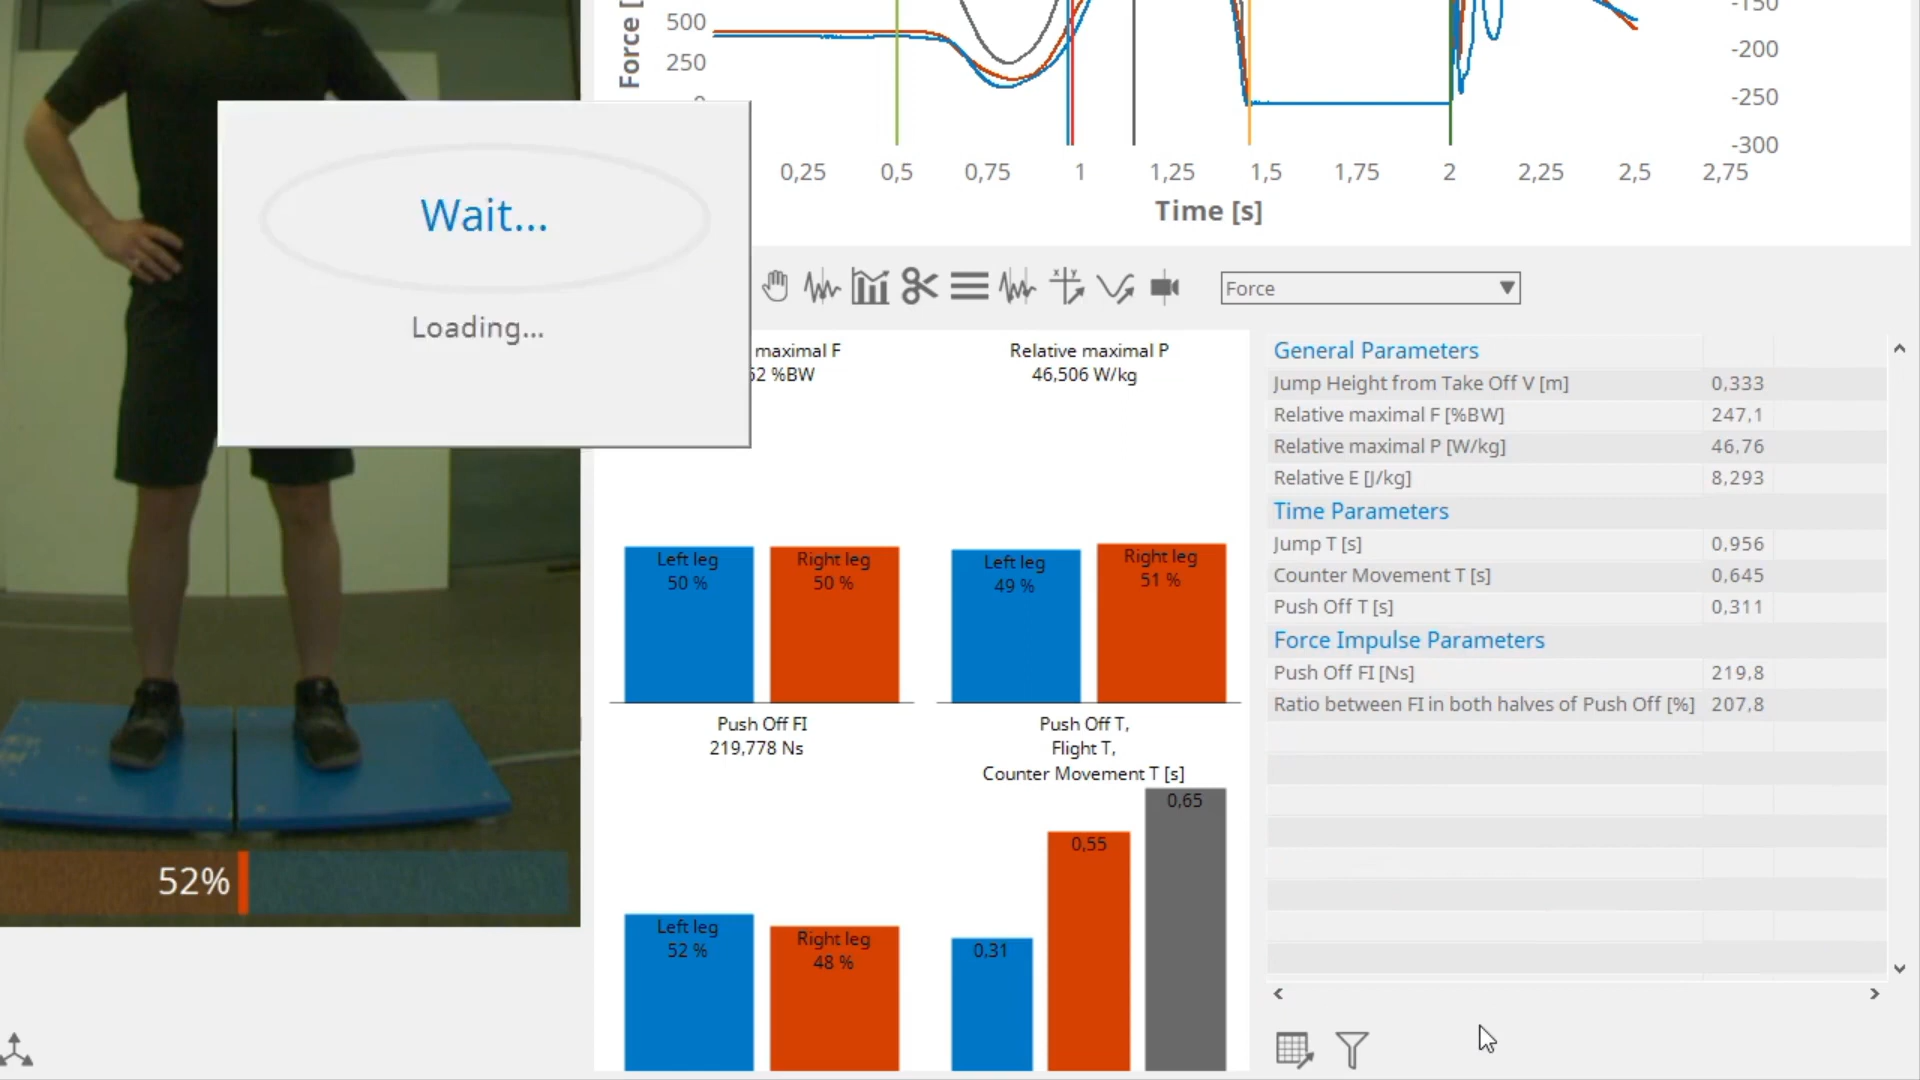 Force [
500
250
0
-150
-200
-250
-300
0,25
0,5
0,75
1
1,25
1,5
1,75
2
2,25
2,5
2,75
Time [s]
Wait...
Loading...
Force
maximal F
52 %BW
Relative maximal P
46,506 W/kg
Left leg
50 %
Right leg
50 %
Left leg
49 %
Right leg
51 %
Push Off FI
219,778 Ns
Push Off T,
Flight T,
Counter Movement T [s]
Left leg
52 %
Right leg
48 %
0,31
0,55
0,65
General Parameters
Jump Height from Take Off V [m] 0,333
Relative maximal F [%BW] 247,1
Relative maximal P [W/kg] 46,76
Relative E [J/kg] 8,293
Time Parameters
Jump T [s] 0,956
Counter Movement T [s] 0,645
Push Off T [s] 0,311
Force Impulse Parameters
Push Off FI [Ns] 219,8
Ratio between FI in both halves of Push Off [%] 207,8
52%